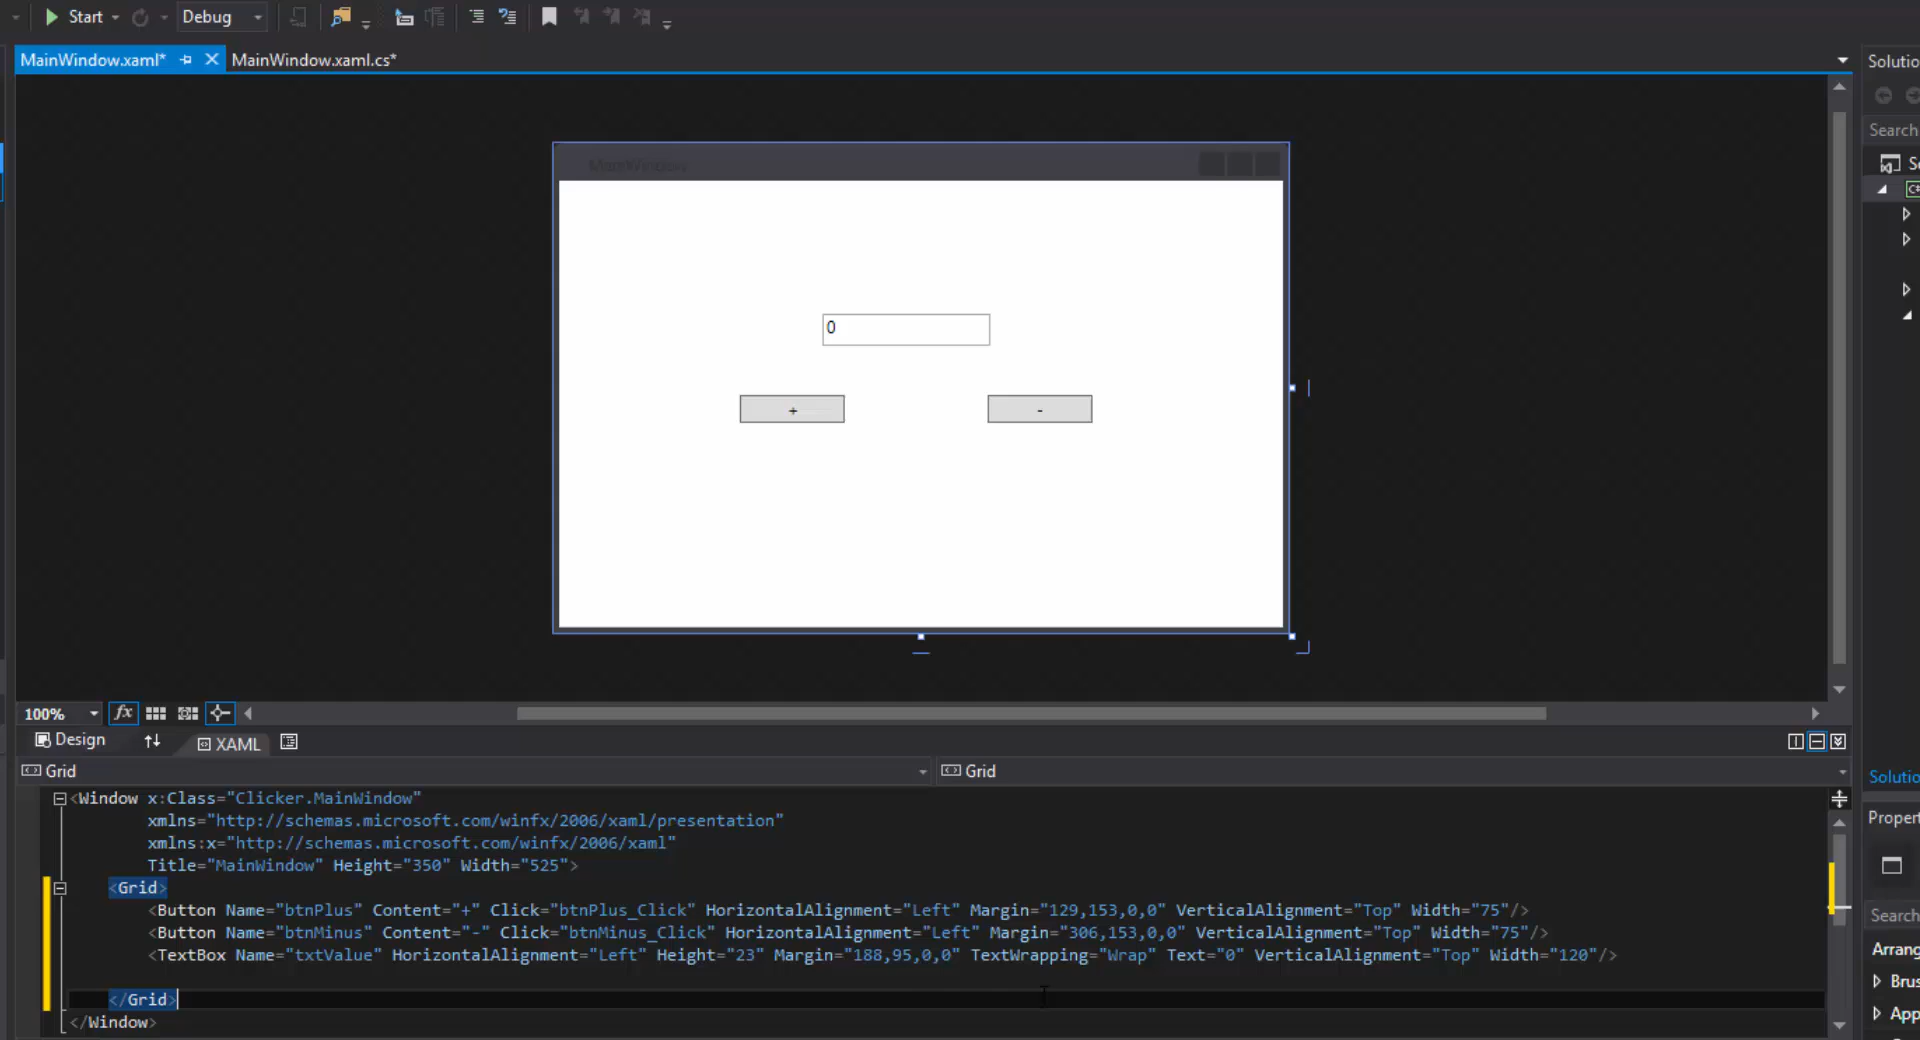 Start
Debug
MainWindow.xaml*
MainWindow.xaml.cs*
Solutio
Search
MainWindow
0
+
-
100%
fx
Design
XAML
Grid
Grid
Solutio
<Window x:Class="Clicker.MainWindow"
xmlns="http://schemas.microsoft.com/winfx/2006/xaml/presentation"
xmlns:x="http://schemas.microsoft.com/winfx/2006/xaml"
Title="MainWindow" Height="350" Width="525">
<Grid>
<Button Name="btnPlus" Content="+" Click="btnPlus_Click" HorizontalAlignment="Left" Margin="129,153,0,0" VerticalAlignment="Top" Width="75"/>
<Button Name="btnMinus" Content="-" Click="btnMinus_Click" HorizontalAlignment="Left" Margin="306,153,0,0" VerticalAlignment="Top" Width="75"/>
<TextBox Name="txtValue" HorizontalAlignment="Left" Height="23" Margin="188,95,0,0" TextWrapping="Wrap" Text="0" VerticalAlignment="Top" Width="120"/>
</Grid>
</Window>
Propert
Search
Arrang
Brus
App